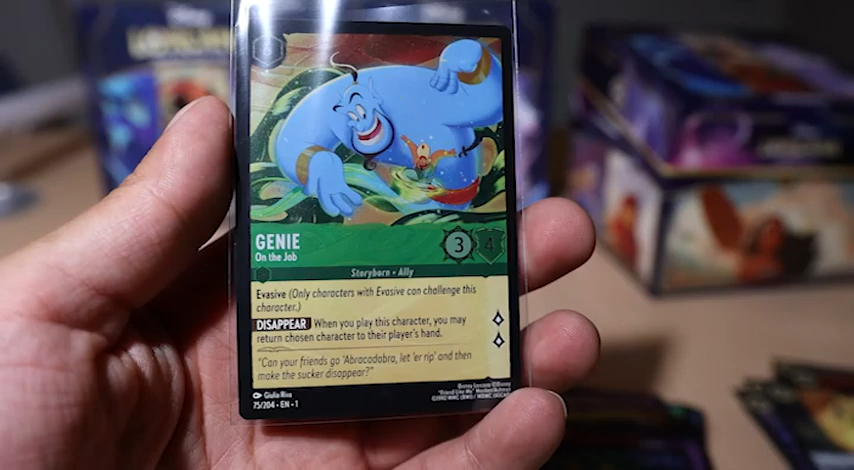 6
GENIE
On the Job
3
4
Storyborn • Ally
Evasive (Only characters with Evasive can challenge this
character.)
DISAPPEAR When you play this character, you may
return chosen character to their player's hand.
"Can your friends go 'Abracadabra, let 'er rip' and then
make the sucker disappear?"
Giulia Riva
75/204 • EN • 1